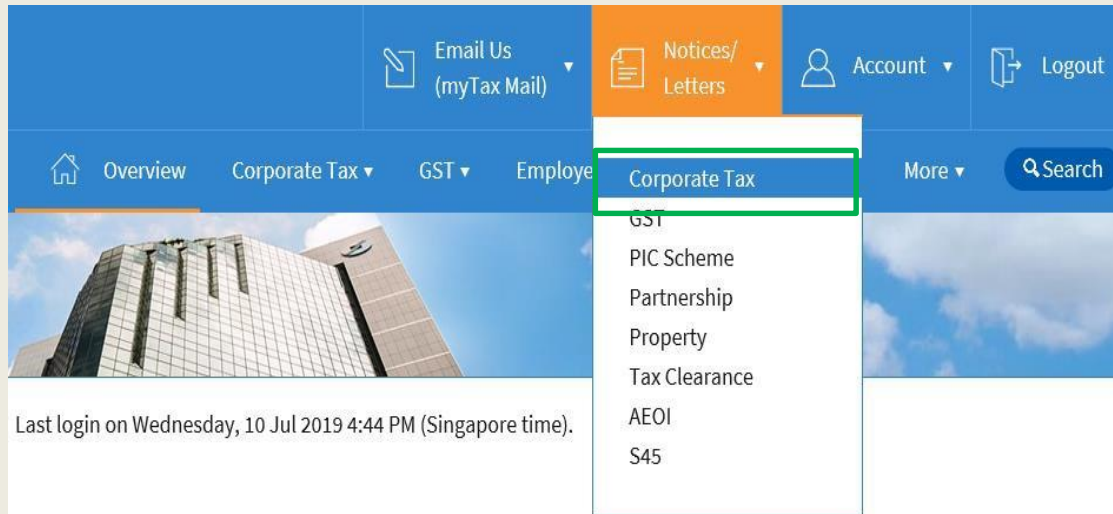 Email Us
(myTax Mail)
Notices/
Letters
Account
Logout
Overview Corporate Tax GST Employe More Search
Corporate Tax
GST
PIC Scheme
Partnership
Property
Tax Clearance
AEOI
S45
Last login on Wednesday, 10 Jul 2019 4:44 PM (Singapore time).